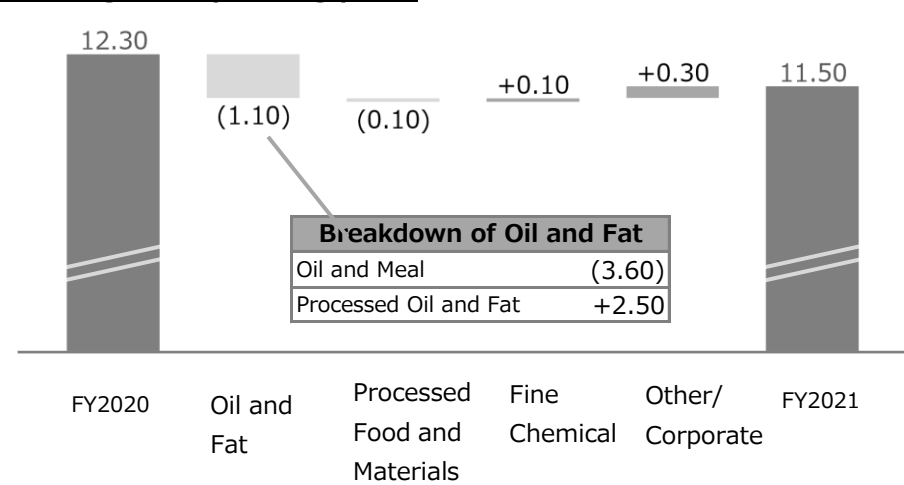 12.30
(1.10)
(0.10)
+0.10
+0.30
11.50
Breakdown of Oil and Fat
Oil and Meal (3.60)
Processed Oil and Fat +2.50
FY2020
Oil and
Fat
Processed
Food and
Materials
Fine
Chemical
Other/
Corporate
FY2021